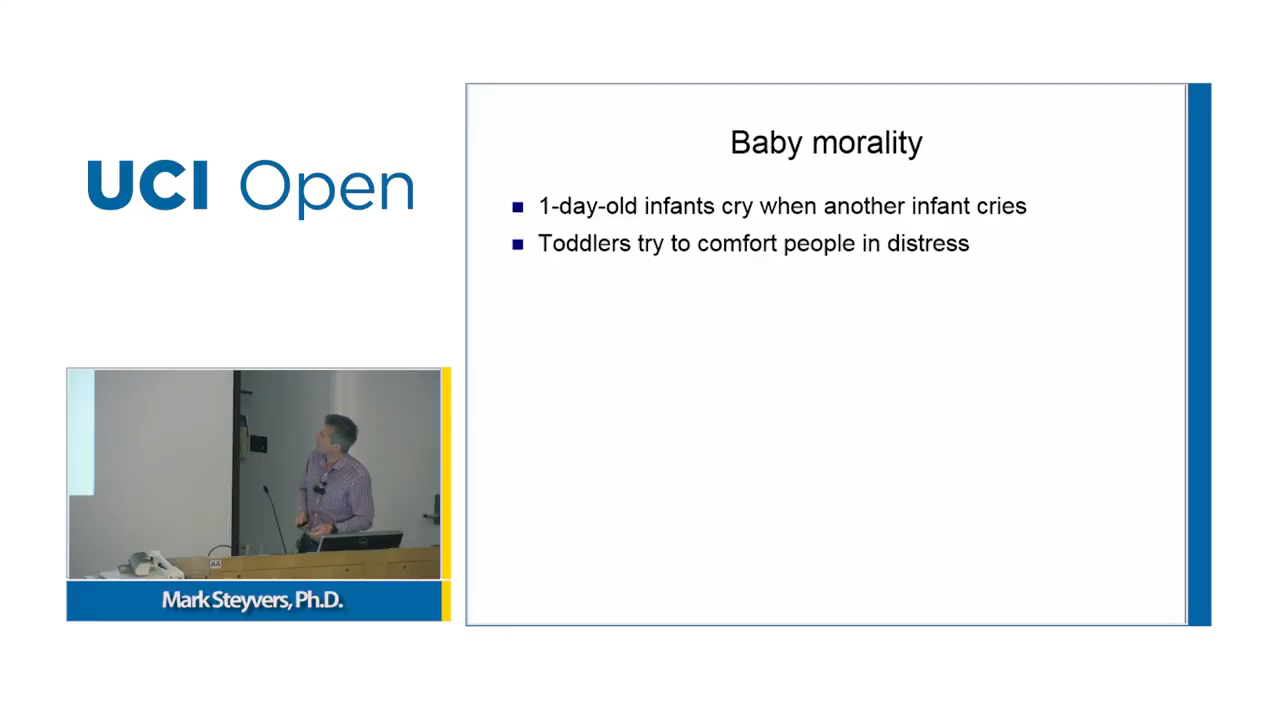 UCI Open
Baby morality
1-day-old infants cry when another infant cries
Toddlers try to comfort people in distress
Mark Steyvers, Ph.D.